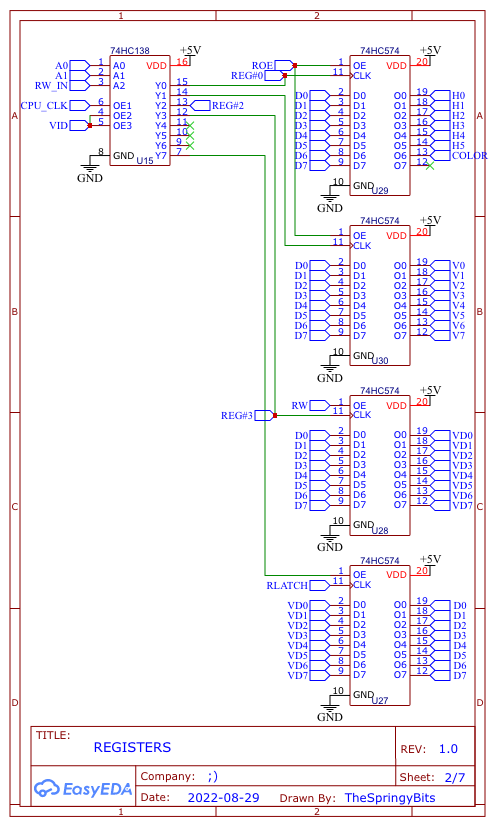 1 2
A
B
C
D
A
B
C
D
74HC138
+5V
A0 1 A0 VDD 16
A1 2 A1
RW_IN 3 A2 Y0 15
Y1 14
CPU_CLK 6 OE1 Y2 13 REG#2
4 OE2 Y3 12
VID 5 OE3 Y4 11
Y5 10
Y6 9
8 GND Y7 7
U15
GND
74HC574
+5V
ROE 1 OE VDD 20
REG#0 11 CLK
D0 2 D0 O0 19 H0
D1 3 D1 O1 18 H1
D2 4 D2 O2 17 H2
D3 5 D3 O3 16 H3
D4 6 D4 O4 15 H4
D5 7 D5 O5 14 H5
D6 8 D6 O6 13 COLOR
D7 9 D7 O7 12
10 GND
U29
GND
74HC574
+5V
1 OE VDD 20
11 CLK
D0 2 D0 O0 19 V0
D1 3 D1 O1 18 V1
D2 4 D2 O2 17 V2
D3 5 D3 O3 16 V3
D4 6 D4 O4 15 V4
D5 7 D5 O5 14 V5
D6 8 D6 O6 13 V6
D7 9 D7 O7 12 V7
10 GND
U30
GND
74HC574
+5V
RW 1 OE VDD 20
REG#3 11 CLK
D0 2 D0 O0 19 VD0
D1 3 D1 O1 18 VD1
D2 4 D2 O2 17 VD2
D3 5 D3 O3 16 VD3
D4 6 D4 O4 15 VD4
D5 7 D5 O5 14 VD5
D6 8 D6 O6 13 VD6
D7 9 D7 O7 12 VD7
10 GND
U28
GND
74HC574
+5V
1 OE VDD 20
RLATCH 11 CLK
VD0 2 D0 O0 19 D0
VD1 3 D1 O1 18 D1
VD2 4 D2 O2 17 D2
VD3 5 D3 O3 16 D3
VD4 6 D4 O4 15 D4
VD5 7 D5 O5 14 D5
VD6 8 D6 O6 13 D6
VD7 9 D7 O7 12 D7
10 GND
U27
GND
TITLE:
REGISTERS
REV: 1.0
EasyEDA
Company: ;)
Sheet: 2/7
Date: 2022-08-29 Drawn By: TheSpringyBits
1 2